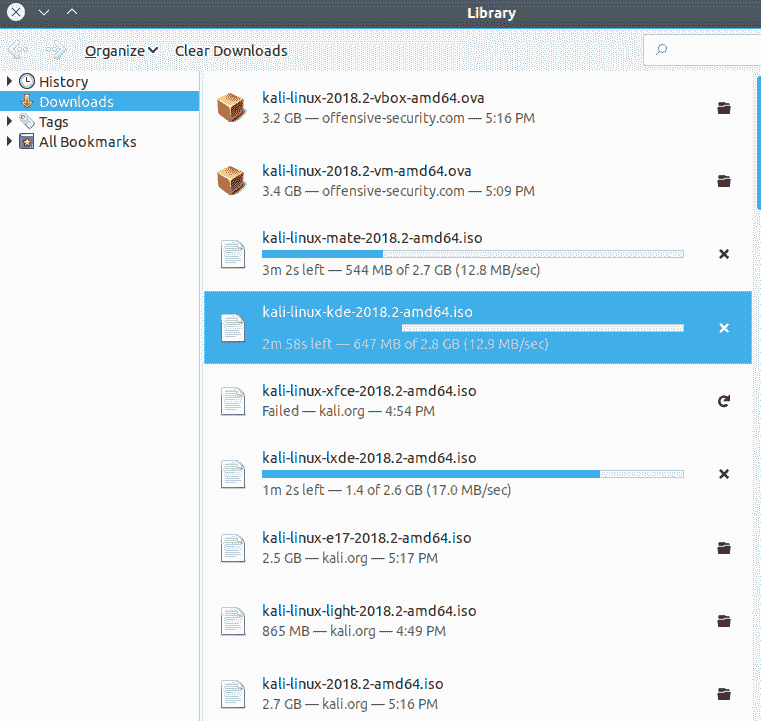 Library
Organize Clear Downloads
History
Downloads
Tags
All Bookmarks
kali-linux-2018.2-vbox-amd64.ova
3.2 GB — offensive-security.com — 5:16 PM
kali-linux-2018.2-vm-amd64.ova
3.4 GB — offensive-security.com — 5:09 PM
kali-linux-mate-2018.2-amd64.iso
3m 2s left — 544 MB of 2.7 GB (12.8 MB/sec)
kali-linux-kde-2018.2-amd64.iso
2m 58s left — 647 MB of 2.8 GB (12.9 MB/sec)
kali-linux-xfce-2018.2-amd64.iso
Failed — kali.org — 4:54 PM
kali-linux-lxde-2018.2-amd64.iso
1m 2s left — 1.4 of 2.6 GB (17.0 MB/sec)
kali-linux-e17-2018.2-amd64.iso
2.5 GB — kali.org — 5:17 PM
kali-linux-light-2018.2-amd64.iso
865 MB — kali.org — 4:49 PM
kali-linux-2018.2-amd64.iso
2.7 GB — kali.org — 5:16 PM